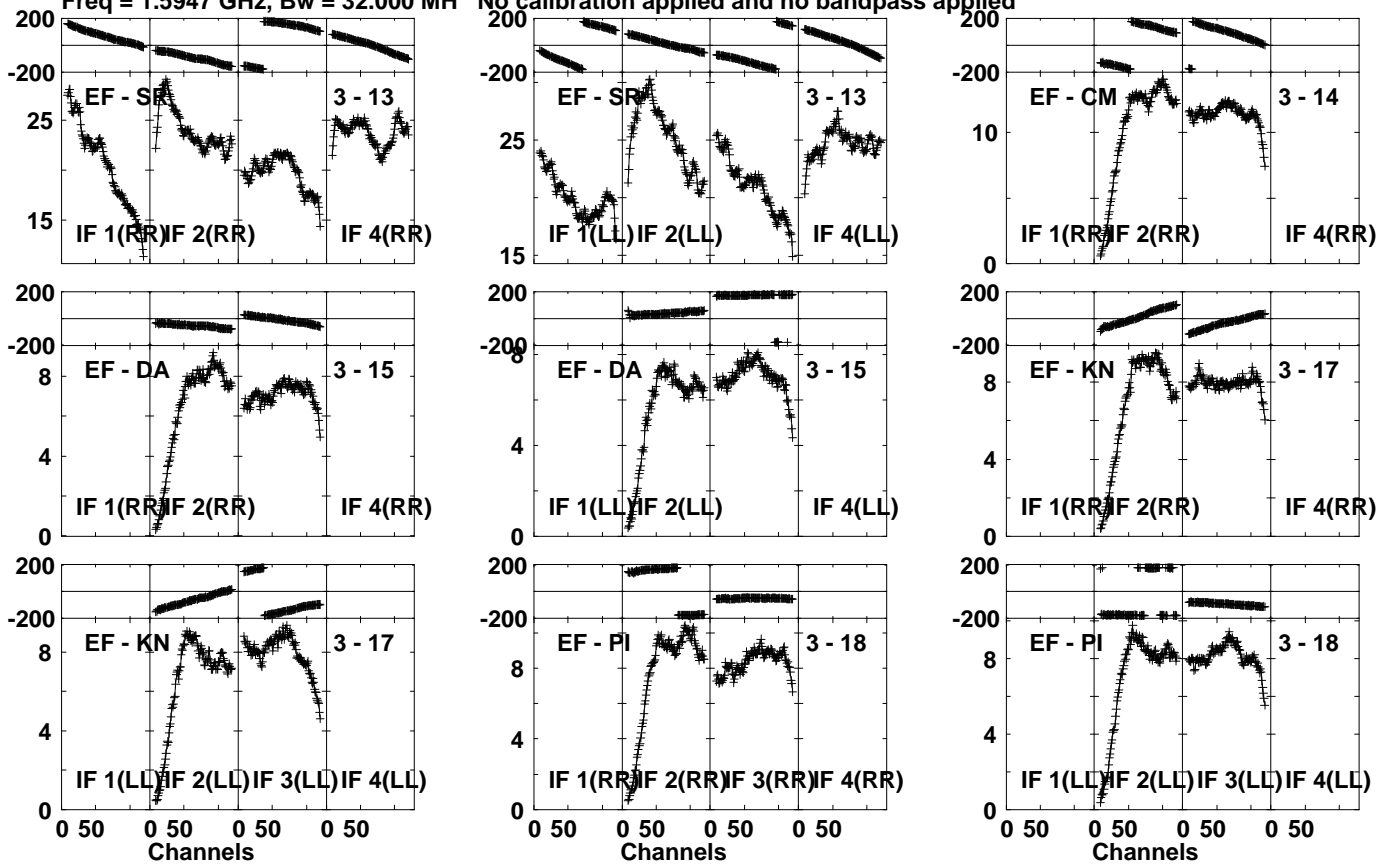 Freq = 1.5947 GHz, Bw = 32.000 MH No calibration applied and no bandpass applied
200
-200
EF - SR 3 - 13
25
15
IF 1(RR) IF 2(RR) IF 4(RR)
EF - SR 3 - 13
25
15
IF 1(LL) IF 2(LL) IF 4(LL)
200
-200
EF - CM 3 - 14
10
0
IF 1(RR) IF 2(RR) IF 4(RR)
200
-200
EF - DA 3 - 15
8
4
0
IF 1(RR) IF 2(RR) IF 4(RR)
200
-200
8
EF - DA 3 - 15
4
0
IF 1(LL) IF 2(LL) IF 4(LL)
200
-200
EF - KN 3 - 17
8
4
0
IF 1(RR) IF 2(RR) IF 4(RR)
200
-200
EF - KN 3 - 17
8
4
0
IF 1(LL) IF 2(LL) IF 3(LL) IF 4(LL)
0 50 0 50 0 50 0 50
Channels
200
-200
EF - PI 3 - 18
8
4
0
IF 1(RR) IF 2(RR) IF 3(RR) IF 4(RR)
0 50 0 50 0 50 0 50
Channels
200
-200
EF - PI 3 - 18
8
4
0
IF 1(LL) IF 2(LL) IF 3(LL) IF 4(LL)
0 50 0 50 0 50 0 50
Channels
200
-200